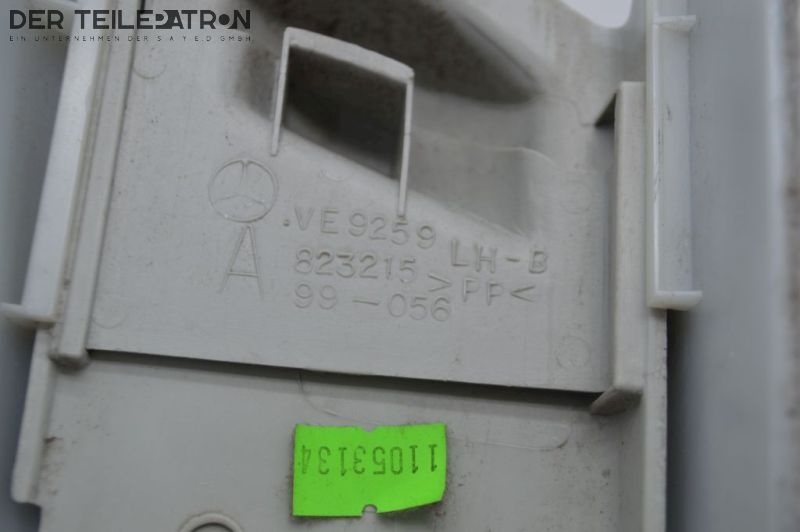 DER TEILEPATRON
EIN UNTERNEHMEN DER S A Y E.D GMBH.
.VE9259 LH-B
A 823215 >PP<
99-056
11053134